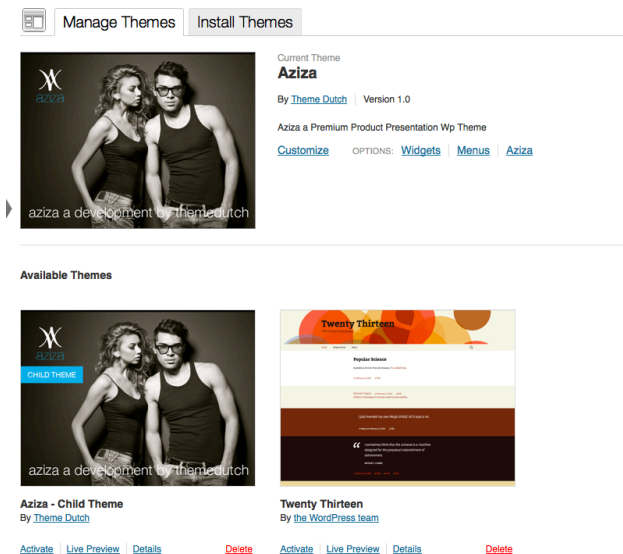 Manage Themes
Install Themes
aziza
aziza a development by themedutch
Current Theme
Aziza
By Theme Dutch
Version 1.0
Aziza a Premium Product Presentation Wp Theme
Customize OPTIONS: Widgets Menus Aziza
Available Themes
aziza
CHILD THEME
aziza a development by themedutch
Aziza - Child Theme
By Theme Dutch
Activate Live Preview Details Delete
Twenty Thirteen
Popular Science
Twenty Thirteen
By the WordPress team
Activate Live Preview Details Delete